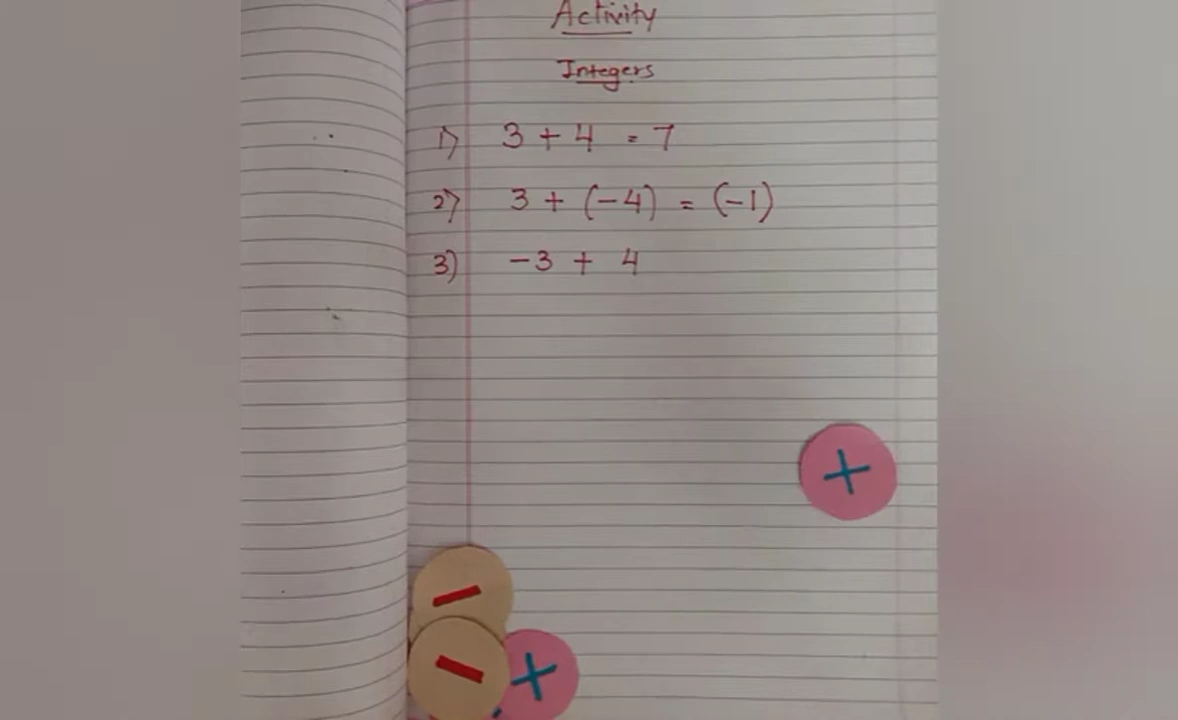 Activity
Integers
1) 3 + 4 = 7
2) 3 + (-4) = (-1)
3) -3 + 4
+
-
-
+